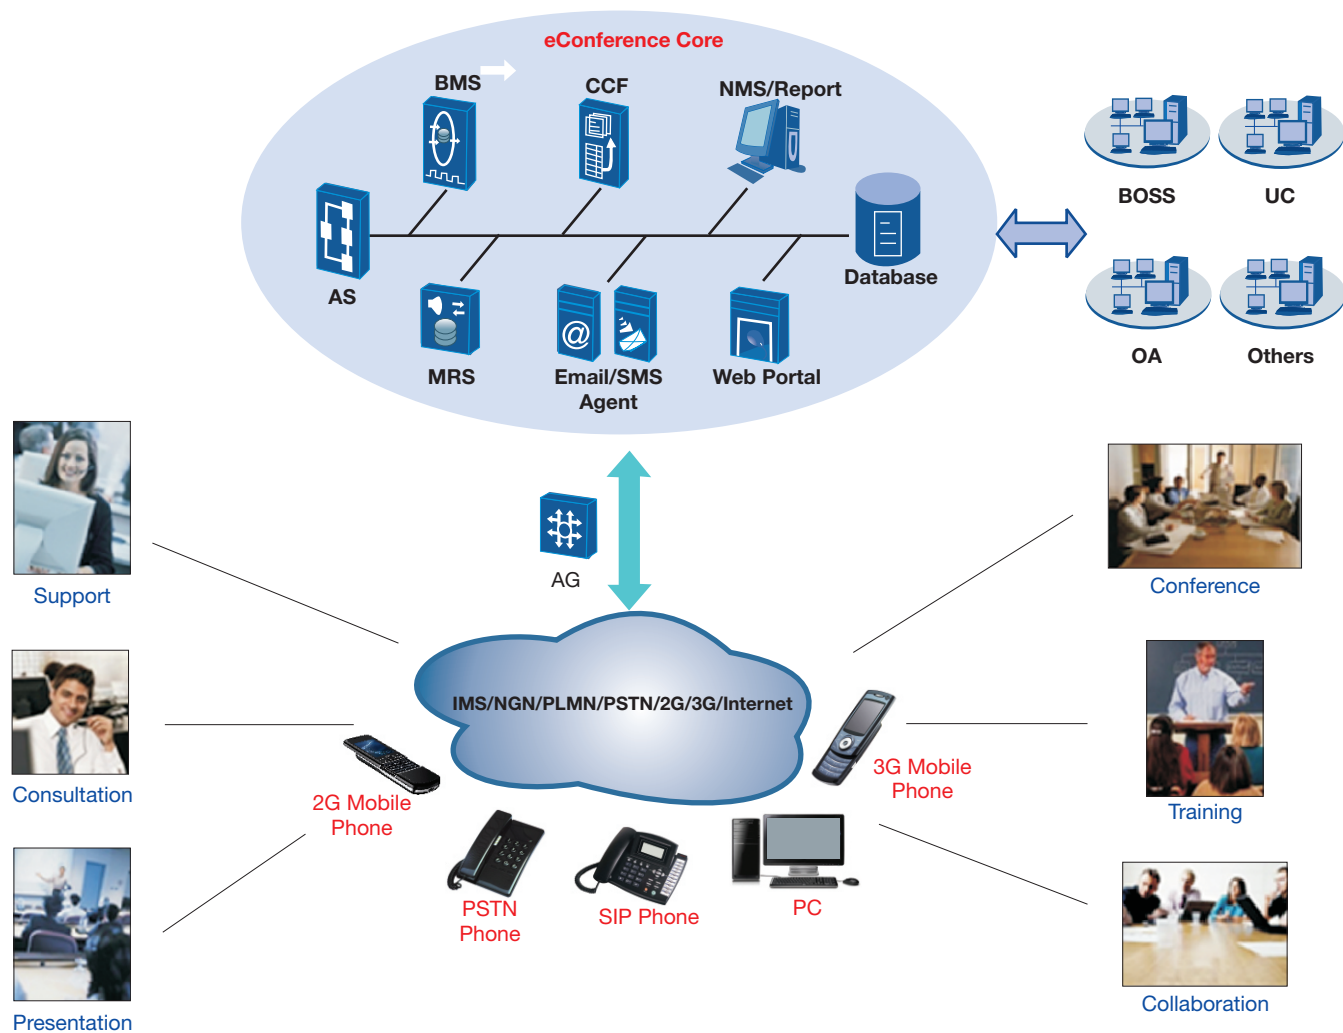 eConference Core
BMS
CCF
NMS/Report
AS
Database
MRS
Email/SMS
Agent
Web Portal
BOSS
UC
OA
Others
AG
IMS/NGN/PLMN/PSTN/2G/3G/Internet
Support
Consultation
Presentation
Conference
Training
Collaboration
2G Mobile
Phone
PSTN
Phone
SIP Phone
PC
3G Mobile
Phone
@